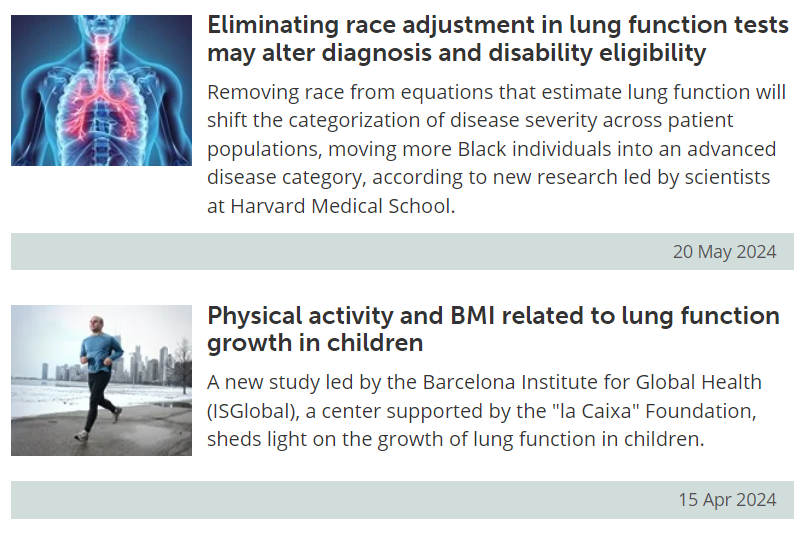 Eliminating race adjustment in lung function tests
may alter diagnosis and disability eligibility
Removing race from equations that estimate lung function will
shift the categorization of disease severity across patient
populations, moving more Black individuals into an advanced
disease category, according to new research led by scientists
at Harvard Medical School.
20 May 2024
Physical activity and BMI related to lung function
growth in children
A new study led by the Barcelona Institute for Global Health
(ISGlobal), a center supported by the "la Caixa" Foundation,
sheds light on the growth of lung function in children.
15 Apr 2024